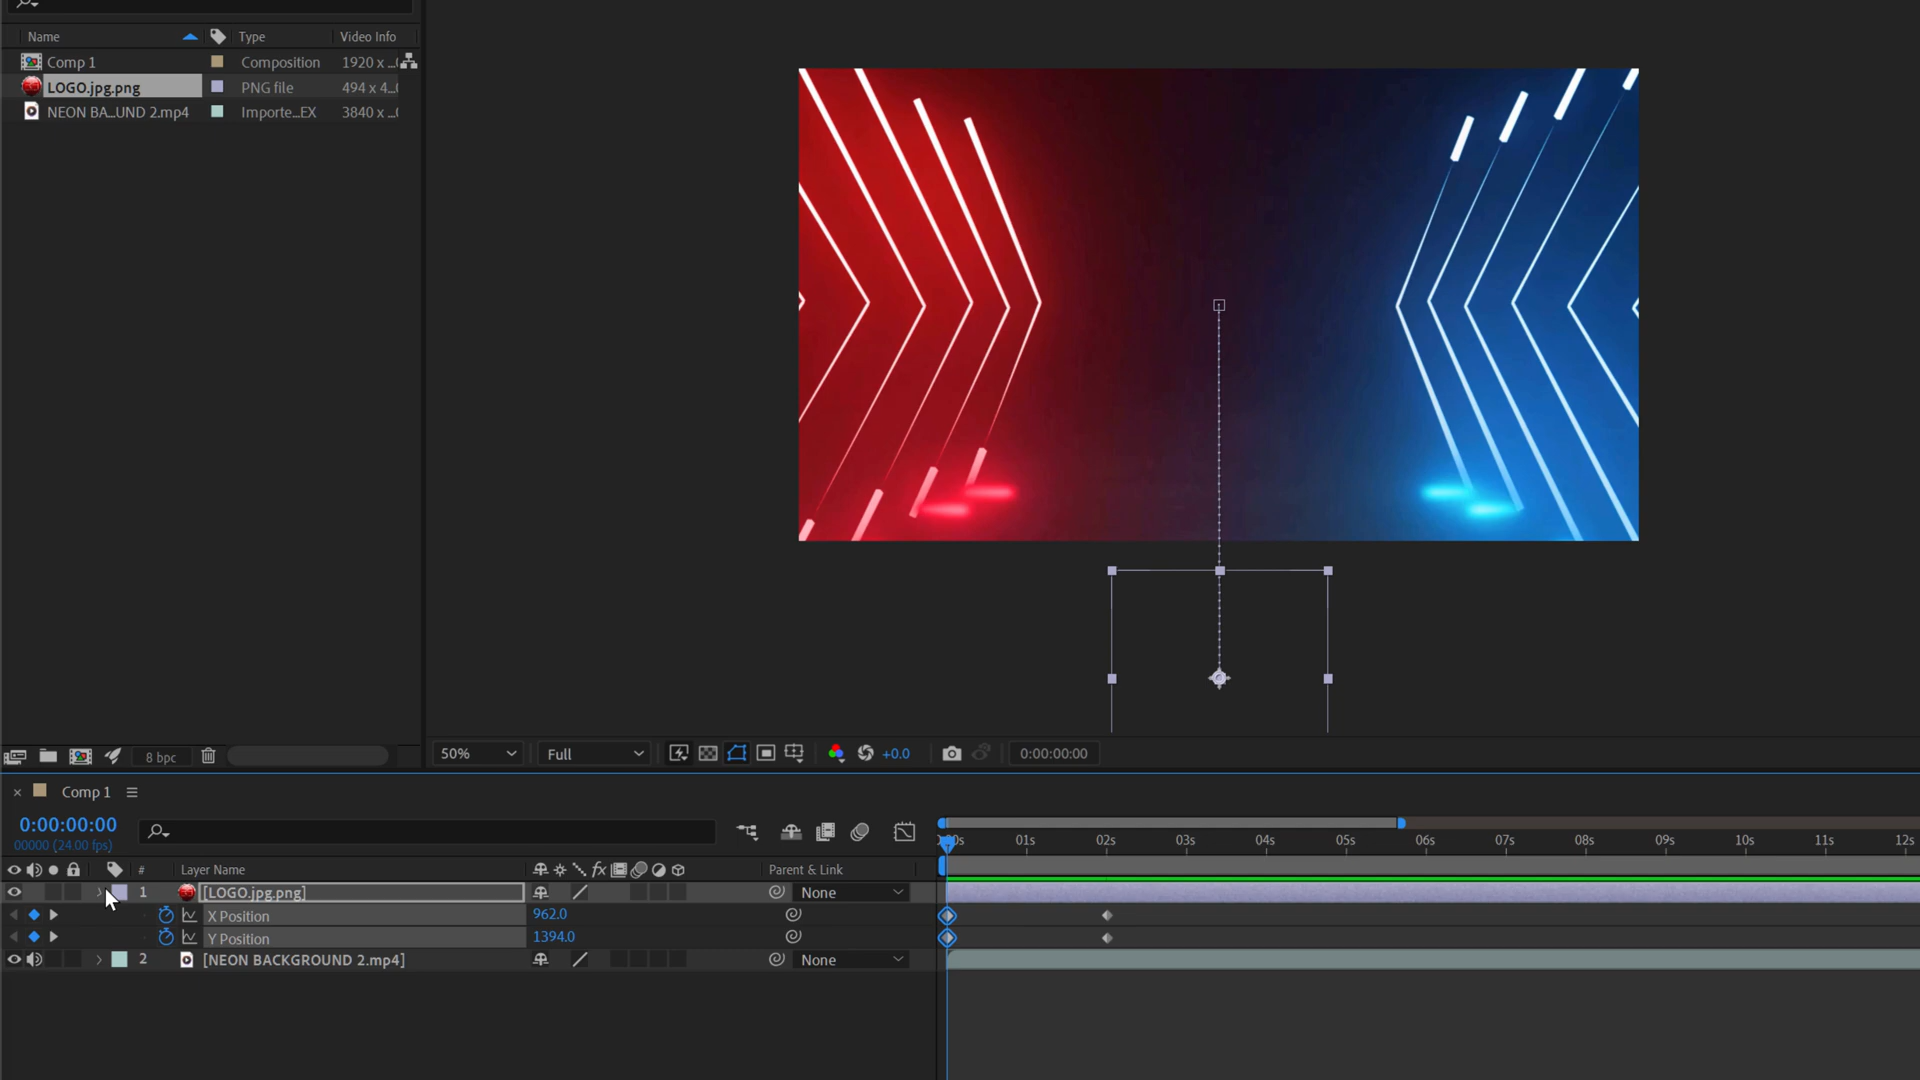 Name Type Video Info
Comp 1 Composition 1920 x ...
LOGO.jpg.png PNG file 494 x 4...
NEON BA...UND 2.mp4 Importe...EX 3840 x ...
8 bpc
50% Full +0.0 0:00:00:00
× Comp 1
0:00:00:00
00000 (24.00 fps)
01s 02s 03s 04s 05s 06s 07s 08s 09s 10s 11s 12s
# Layer Name fx Parent & Link
1 [LOGO.jpg.png] None
X Position 962.0
Y Position 1394.0
2 [NEON BACKGROUND 2.mp4] None